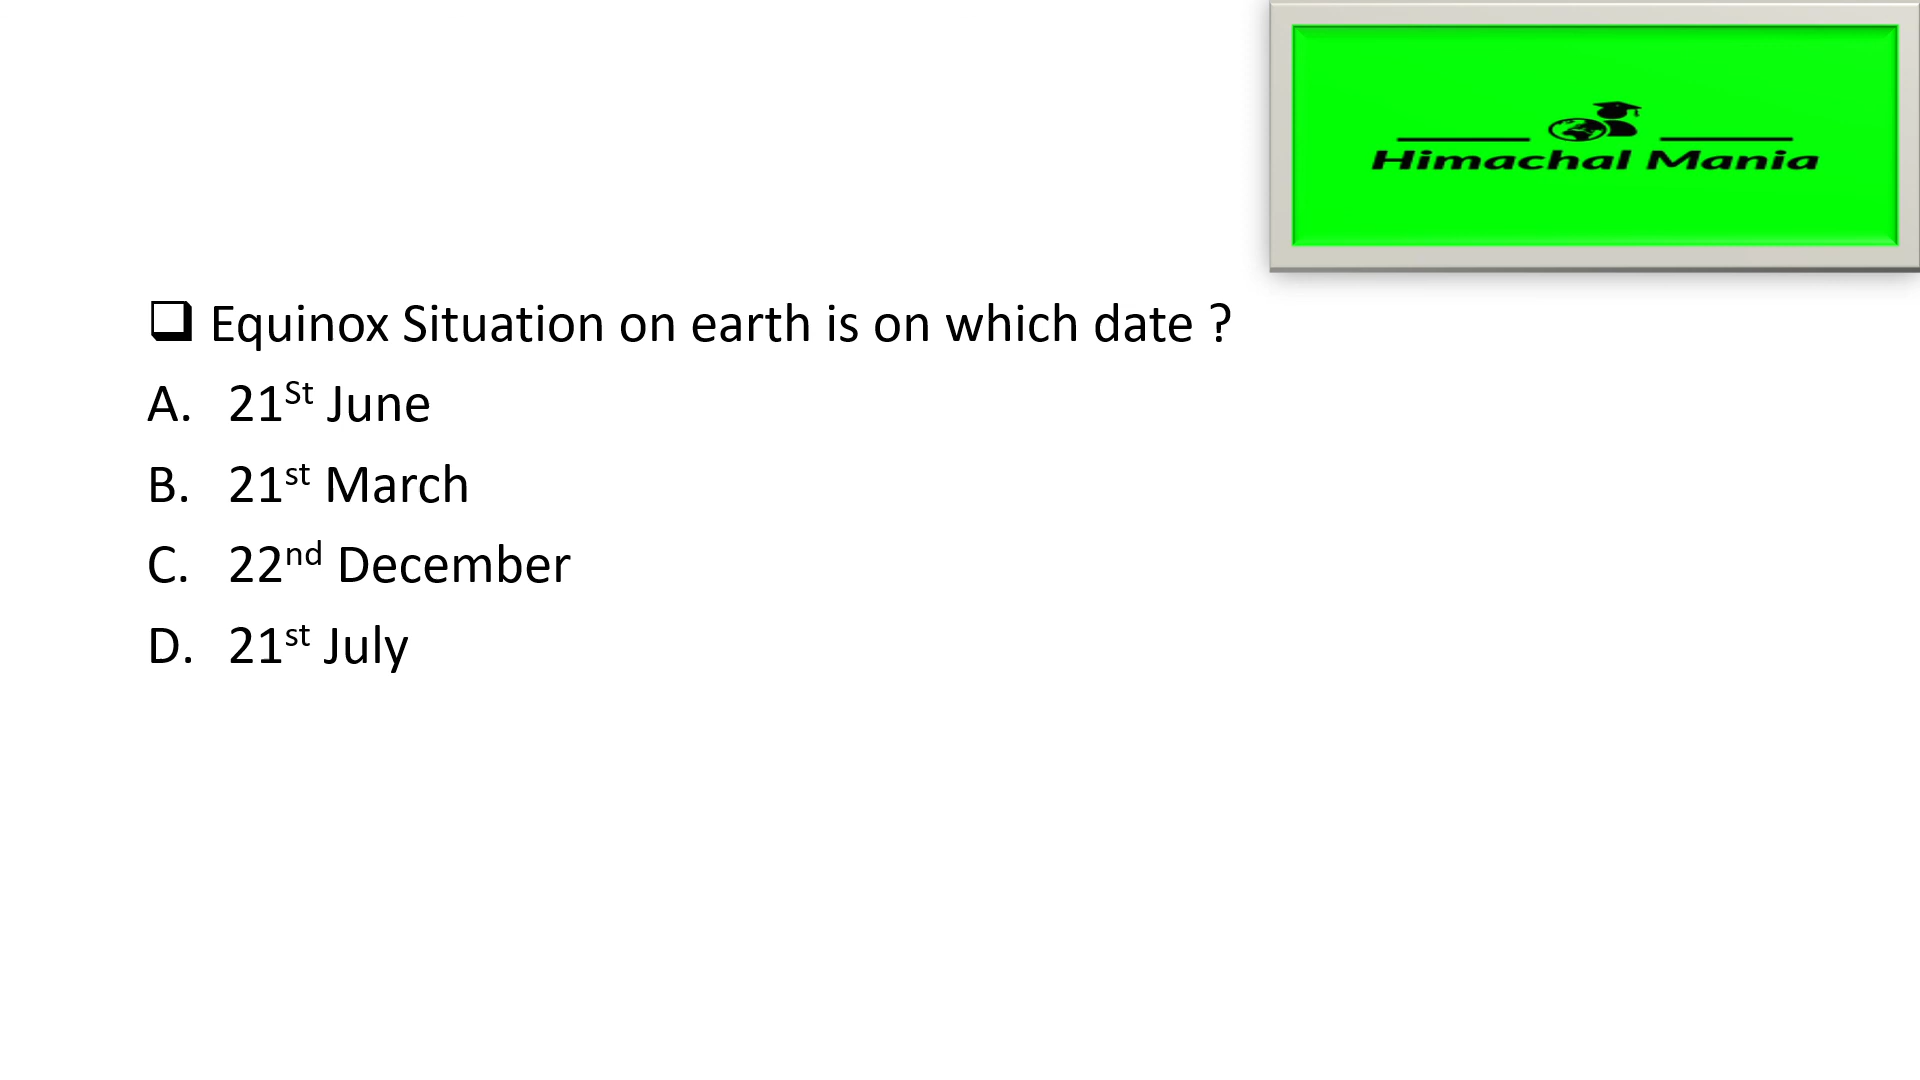 Himachal Mania
❑ Equinox Situation on earth is on which date ?
A. 21St June
B. 21st March
C. 22nd December
D. 21st July